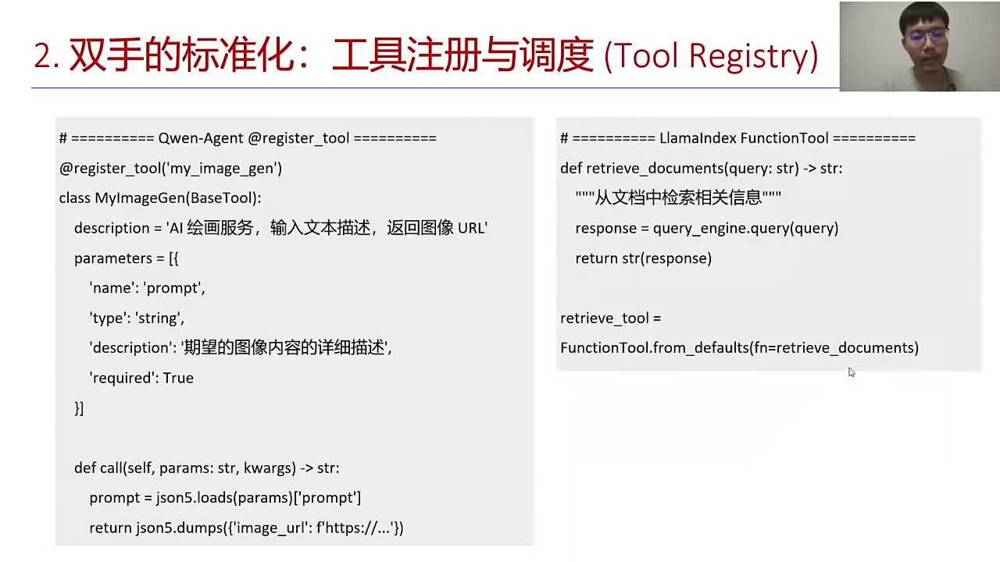 2. 双手的标准化：工具注册与调度 (Tool Registry)
# ========== Qwen-Agent @register_tool ==========
@register_tool('my_image_gen')
class MyImageGen(BaseTool):
description = 'AI 绘画服务，输入文本描述，返回图像 URL'
parameters = [{
'name': 'prompt',
'type': 'string',
'description': '期望的图像内容的详细描述',
'required': True
}]
def call(self, params: str, kwargs) -> str:
prompt = json5.loads(params)['prompt']
return json5.dumps({'image_url': f'https://...'})
# ========== LlamaIndex FunctionTool ==========
def retrieve_documents(query: str) -> str:
"""从文档中检索相关信息"""
response = query_engine.query(query)
return str(response)
retrieve_tool =
FunctionTool.from_defaults(fn=retrieve_documents)